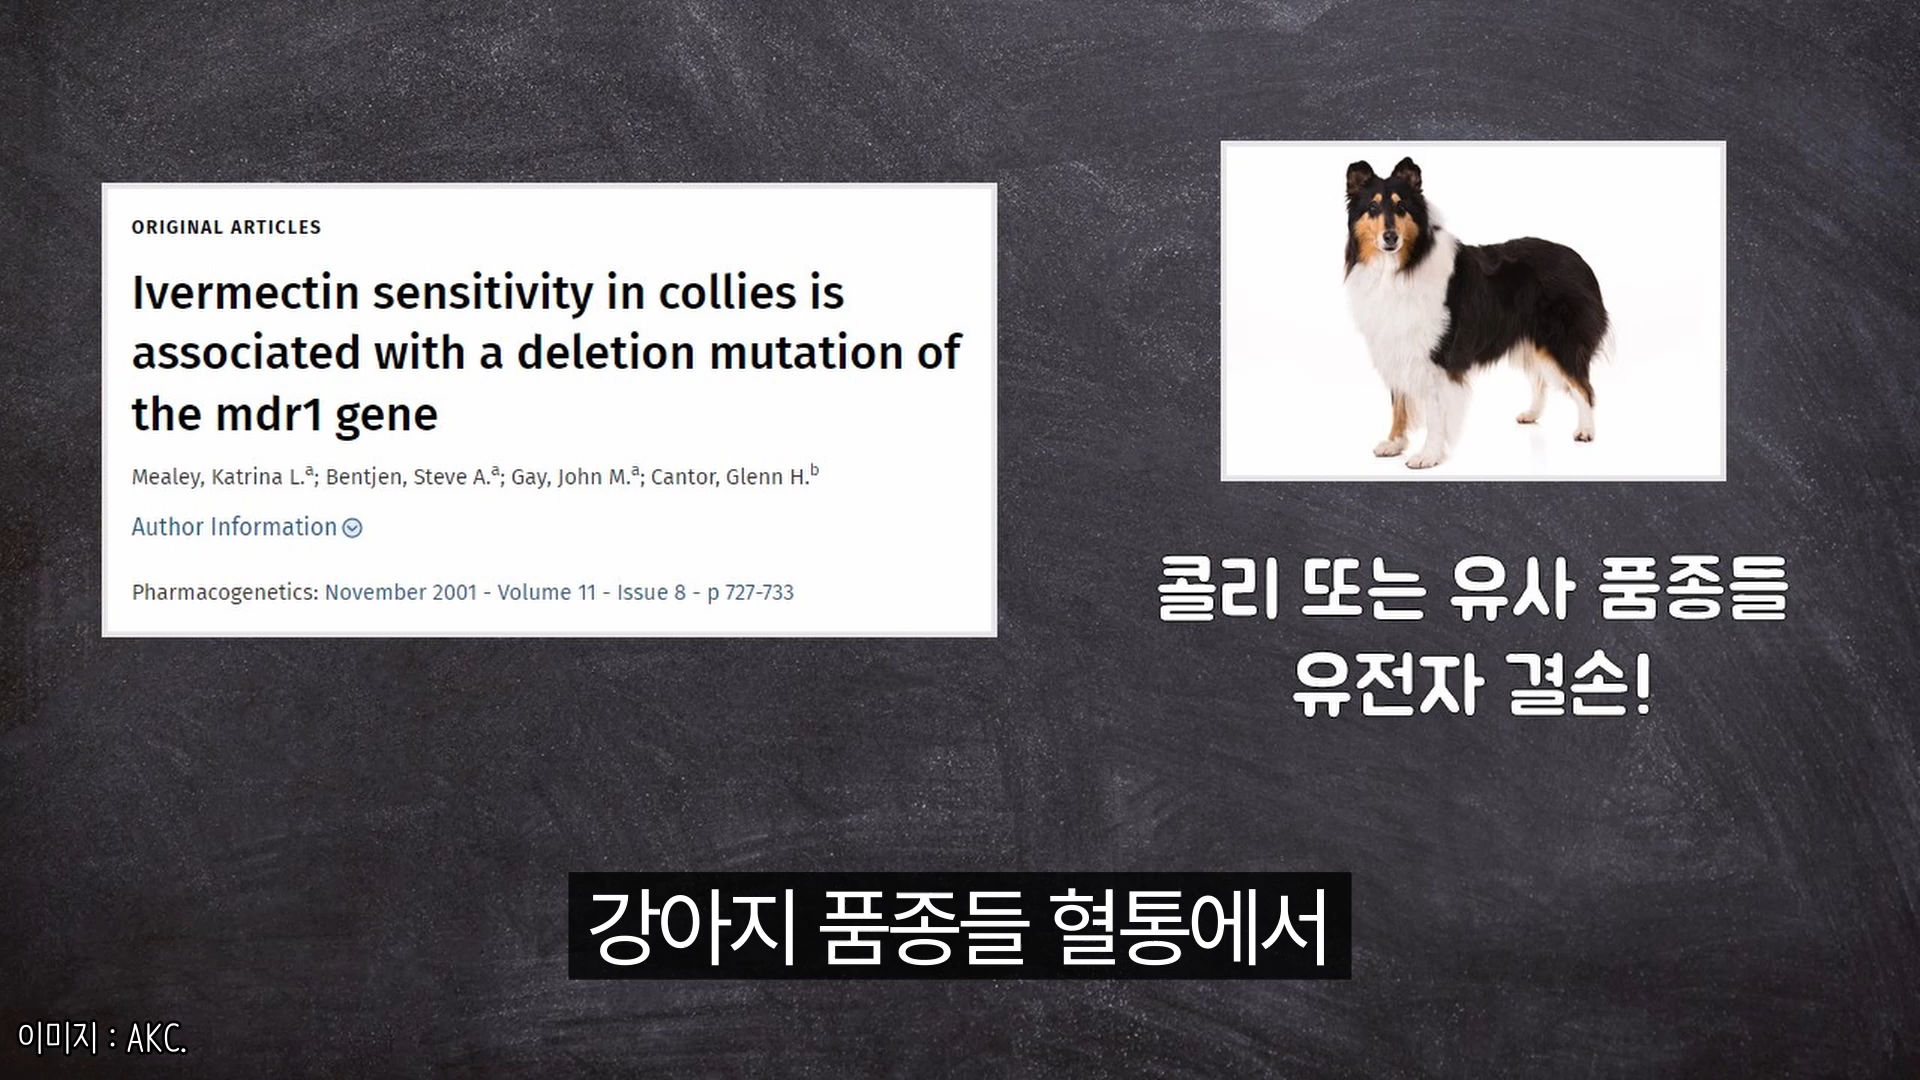 ORIGINAL ARTICLES
Ivermectin sensitivity in collies is
associated with a deletion mutation of
the mdr1 gene
Mealey, Katrina L.a; Bentjen, Steve A.a; Gay, John M.a; Cantor, Glenn H.b
Author Information
Pharmacogenetics: November 2001 - Volume 11 - Issue 8 - p 727-733
콜리 또는 유사 품종들
유전자 결손!
강아지 품종들 혈통에서
이미지 : AKC.